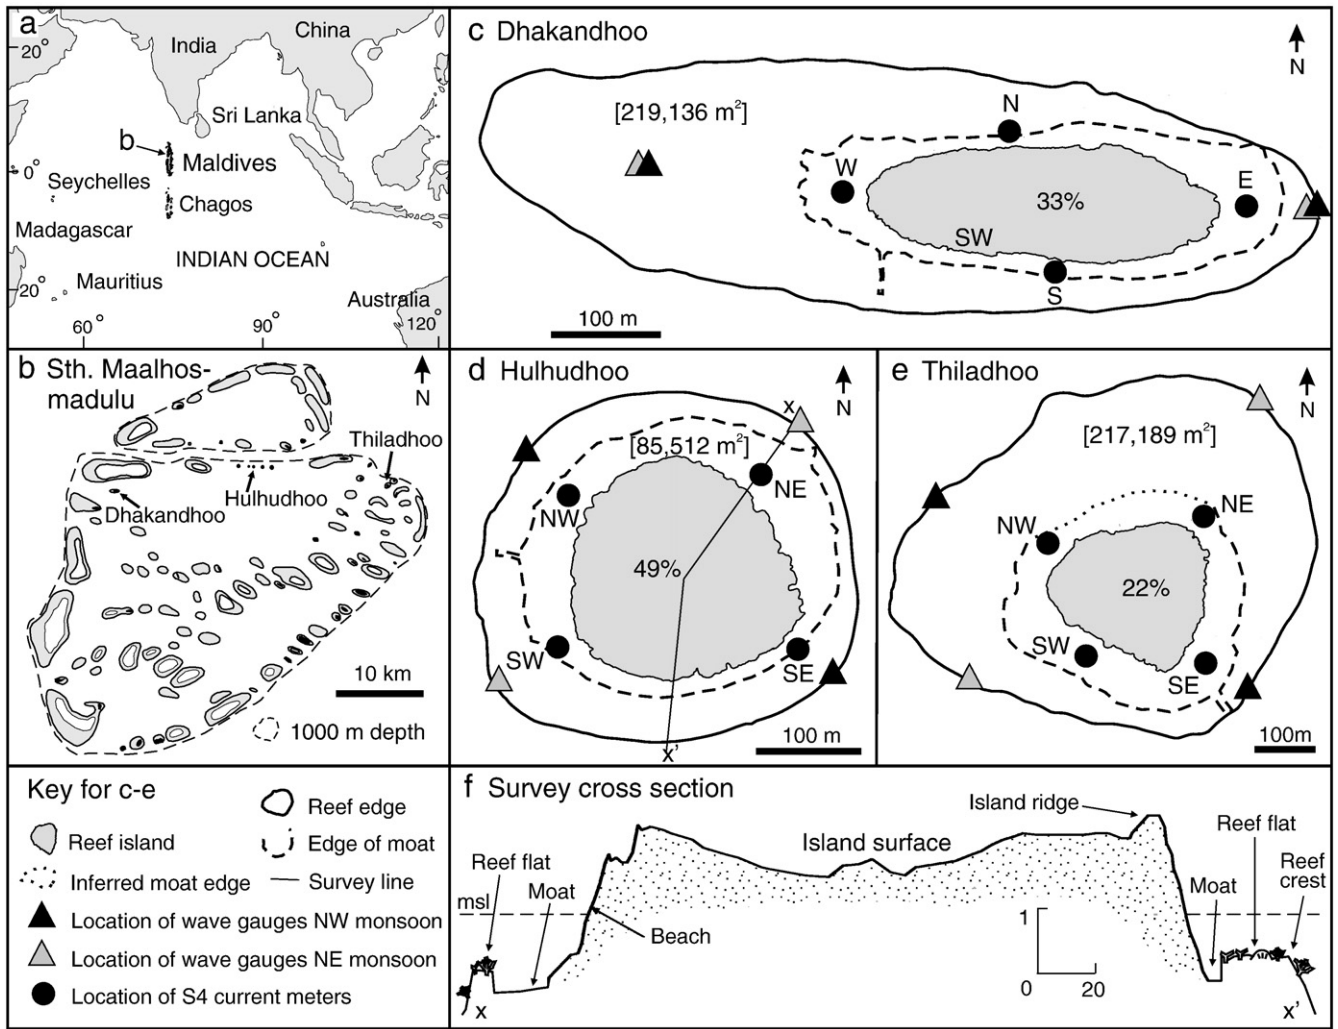 a
20°
India
China
Sri Lanka
b
Maldives
0°
Seychelles
Chagos
Madagascar
INDIAN OCEAN
20°
Mauritius
Australia
60°
90°
120°
b Sth. Maalhos-
madulu
N
Thiladhoo
Hulhudhoo
Dhakandhoo
10 km
1000 m depth
c Dhakandhoo
N
[219,136 m²]
N
W
E
33%
SW
S
100 m
d Hulhudhoo
N
x
[85,512 m²]
NE
NW
49%
SW
SE
x'
100 m
e Thiladhoo
N
[217,189 m²]
NE
NW
22%
SW
SE
100m
Key for c-e
Reef edge
Reef island
Edge of moat
Inferred moat edge
Survey line
Location of wave gauges NW monsoon
Location of wave gauges NE monsoon
Location of S4 current meters
f Survey cross section
Island ridge
Reef flat
Island surface
Reef flat
Moat
Reef
crest
Moat
msl
Beach
1
0
20
x
x'